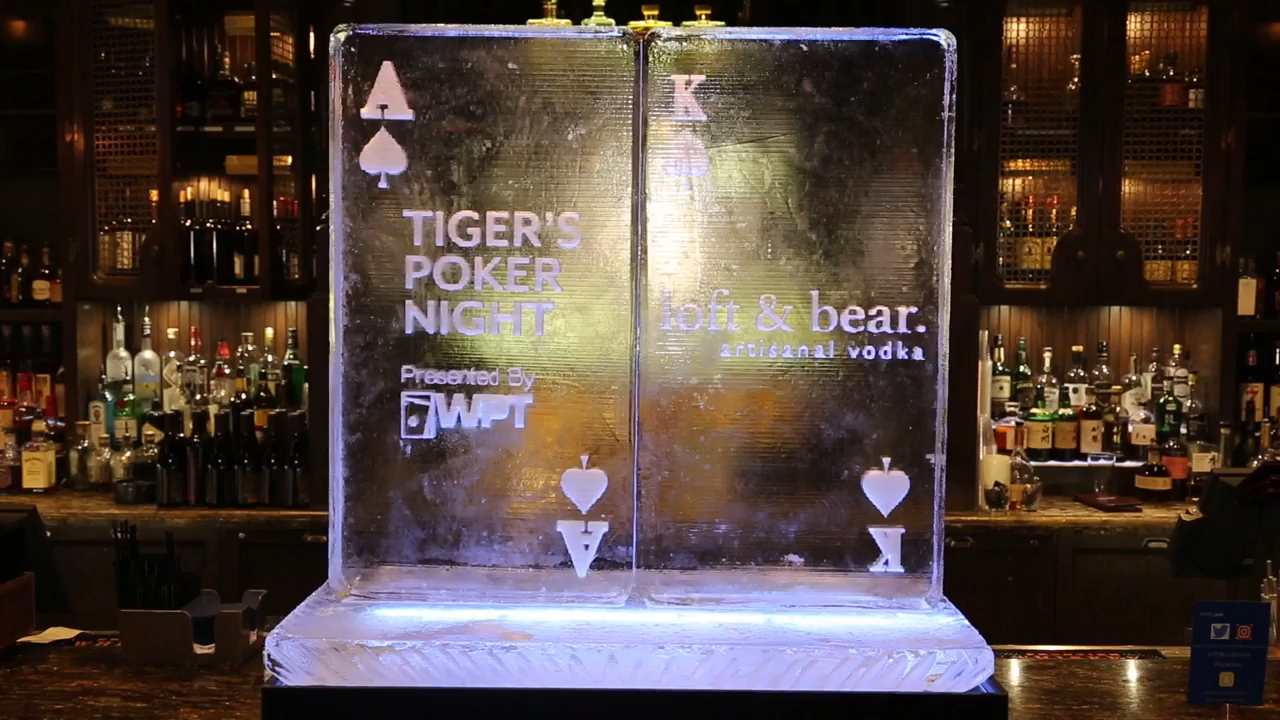 A
K
TIGER'S
POKER
NIGHT
loft & bear.
artisanal vodka
Presented By
WPT
A
K